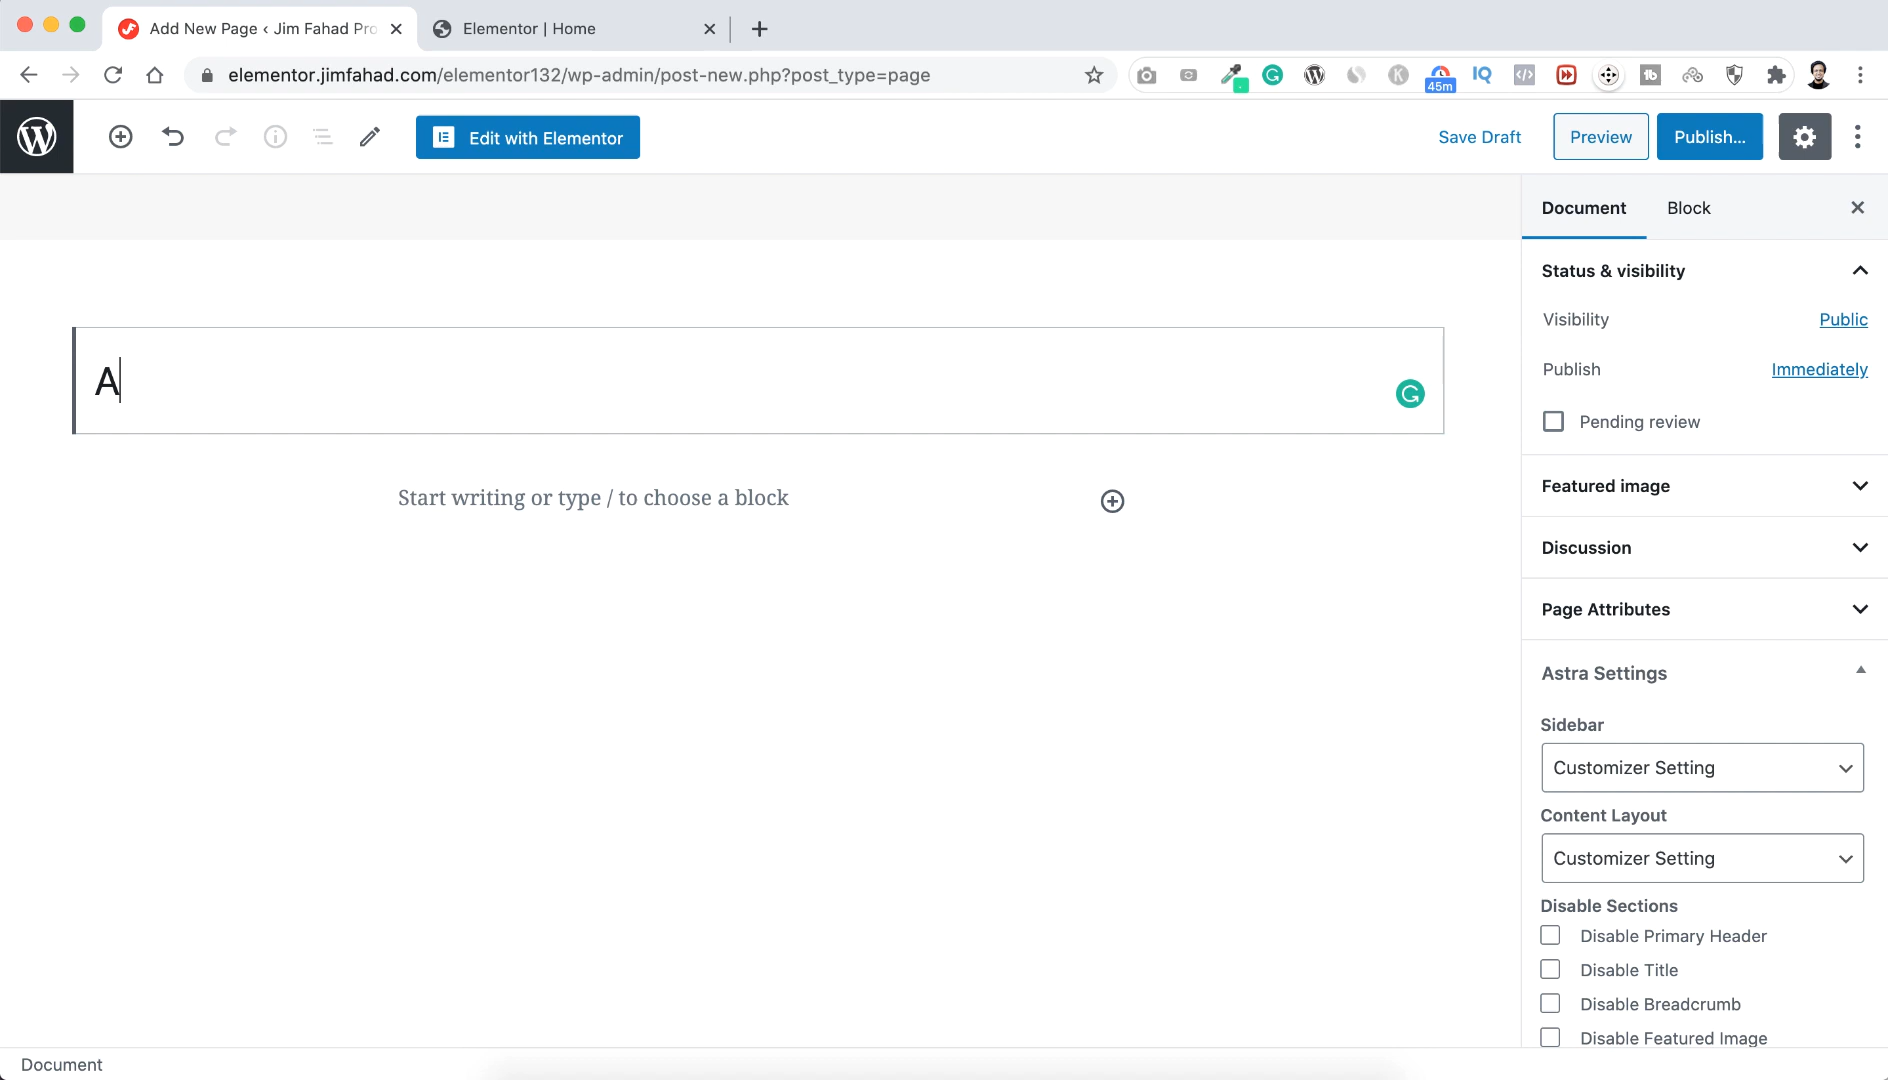 Add New Page ‹ Jim Fahad Pro
Elementor | Home
elementor.jimfahad.com/elementor132/wp-admin/post-new.php?post_type=page
45m
IQ
</>
K
tb
Edit with Elementor
Save Draft
Preview
Publish...
Document
Block
Status & visibility
Visibility
Public
Publish
Immediately
Pending review
A
Start writing or type / to choose a block
Featured image
Discussion
Page Attributes
Astra Settings
Sidebar
Customizer Setting
Content Layout
Customizer Setting
Disable Sections
Disable Primary Header
Disable Title
Disable Breadcrumb
Disable Featured Image
Document